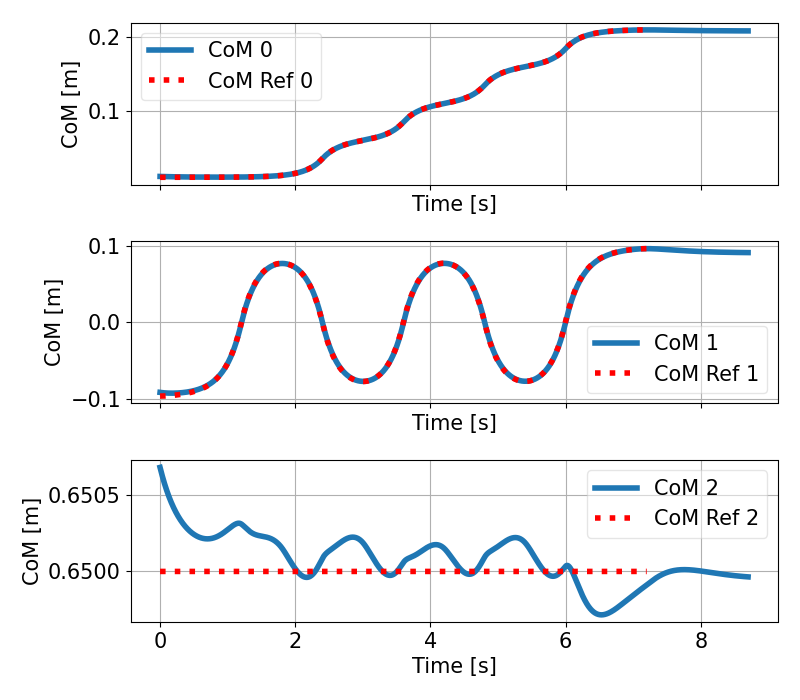 CoM [m]
0.2
0.1
CoM 0
CoM Ref 0
Time [s]
CoM [m]
0.1
0.0
−0.1
CoM 1
CoM Ref 1
Time [s]
CoM [m]
0.6505
0.6500
CoM 2
CoM Ref 2
0 2 4 6 8
Time [s]